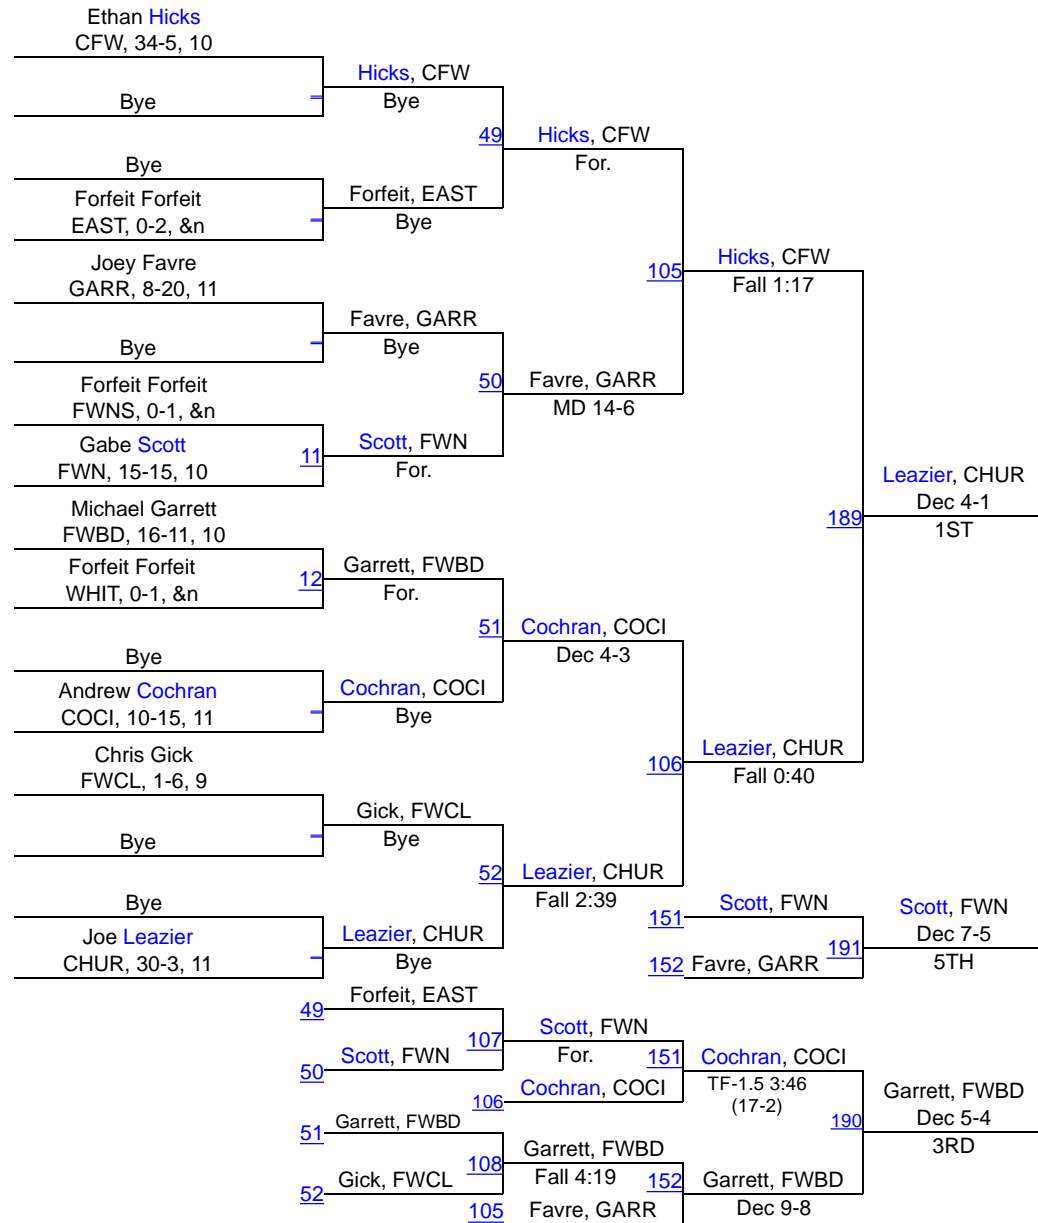 Ethan Hicks
CFW, 34-5, 10
Bye
Hicks, CFW
Bye
49
Hicks, CFW
For.
Bye
Forfeit Forfeit
EAST, 0-2, &n
Forfeit, EAST
Bye
Joey Favre
GARR, 8-20, 11
105
Hicks, CFW
Fall 1:17
Bye
Favre, GARR
Bye
50
Favre, GARR
MD 14-6
Forfeit Forfeit
FWNS, 0-1, &n
Gabe Scott
FWN, 15-15, 10
11
Scott, FWN
For.
189
Leazier, CHUR
Dec 4-1
1ST
Michael Garrett
FWBD, 16-11, 10
Forfeit Forfeit
WHIT, 0-1, &n
12
Garrett, FWBD
For.
51
Cochran, COCI
Dec 4-3
Bye
Andrew Cochran
COCI, 10-15, 11
Cochran, COCI
Bye
106
Leazier, CHUR
Fall 0:40
Chris Gick
FWCL, 1-6, 9
Bye
Gick, FWCL
Bye
52
Leazier, CHUR
Fall 2:39
Bye
Joe Leazier
CHUR, 30-3, 11
Leazier, CHUR
Bye
151
Scott, FWN
152
Favre, GARR
191
Scott, FWN
Dec 7-5
5TH
49
Forfeit, EAST
50
Scott, FWN
107
Scott, FWN
For.
106
Cochran, COCI
151
Cochran, COCI
TF-1.5 3:46
(17-2)
190
Garrett, FWBD
Dec 5-4
3RD
51
Garrett, FWBD
52
Gick, FWCL
108
Garrett, FWBD
Fall 4:19
105
Favre, GARR
152
Garrett, FWBD
Dec 9-8